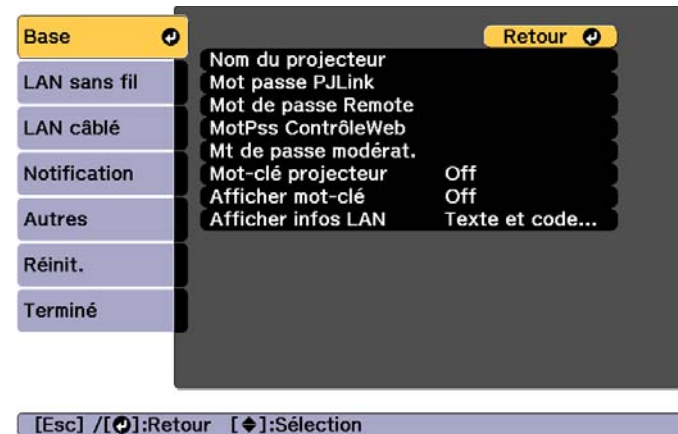 Base
LAN sans fil
LAN câblé
Notification
Autres
Réinit.
Terminé
Retour
Nom du projecteur
Mot passe PJLink
Mot de passe Remote
MotPss ContrôleWeb
Mt de passe modérat.
Mot-clé projecteur Off
Afficher mot-clé Off
Afficher infos LAN Texte et code...
[Esc] /[]:Retour []:Sélection